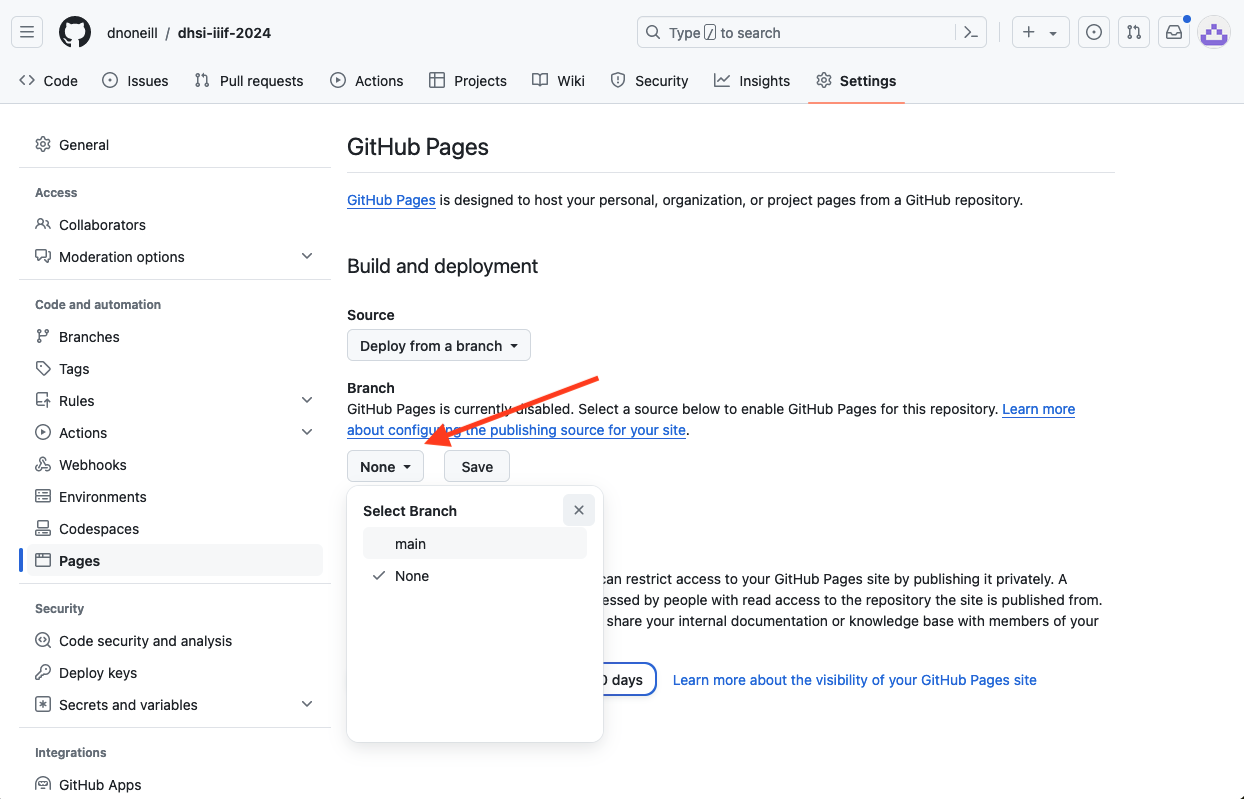 dnoneill / dhsi-iiif-2024
Type / to search
Code Issues Pull requests Actions Projects Wiki Security Insights Settings
General
Access
Collaborators
Moderation options
Code and automation
Branches
Tags
Rules
Actions
Webhooks
Environments
Codespaces
Pages
Security
Code security and analysis
Deploy keys
Secrets and variables
Integrations
GitHub Apps
GitHub Pages
GitHub Pages is designed to host your personal, organization, or project pages from a GitHub repository.
Build and deployment
Source
Deploy from a branch
Branch
GitHub Pages is currently disabled. Select a source below to enable GitHub Pages for this repository. Learn more
about configuring the publishing source for your site.
None Save
Select Branch
main
None
can restrict access to your GitHub Pages site by publishing it privately. A
essed by people with read access to the repository the site is published from.
share your internal documentation or knowledge base with members of your
0 days Learn more about the visibility of your GitHub Pages site